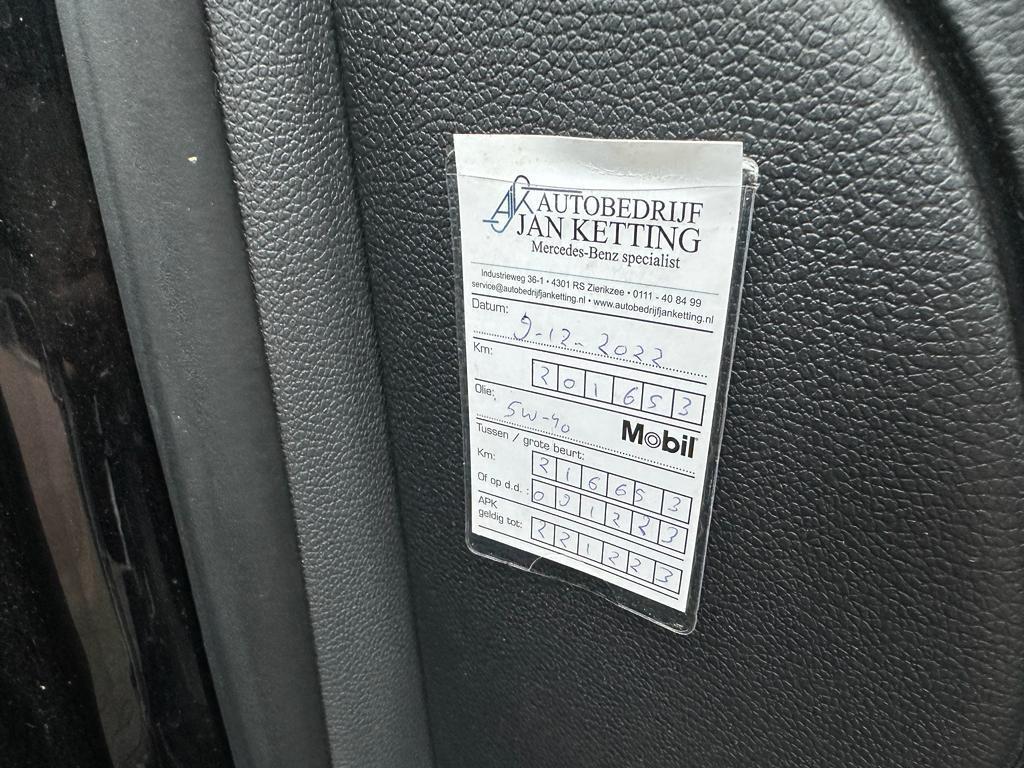 AUTOBEDRIJF
JAN KETTING
Mercedes-Benz specialist
Industrieweg 36-1 • 4301 RS Zierikzee • 0111 - 40 84 99
service@autobedrijfjanketting.nl • www.autobedrijfjanketting.nl
Datum: 9-12-2022
Km: 201653
Olie: 5W-40 Mobil
Tussen / grote beurt:
Km: 216653
Of op d.d.: 091223
APK
geldig tot: 221223